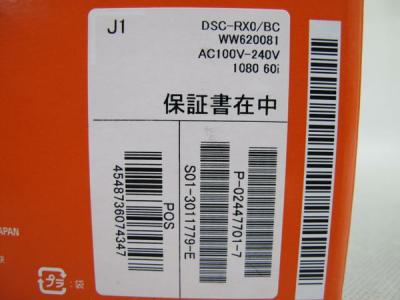 J1
DSC-RX0/BC
WW620081
AC100V-240V
1080 60i
保証書在中
P-02447701-7
S01-3011779-E
POS
4548736074347
JAPAN
プラ : 袋